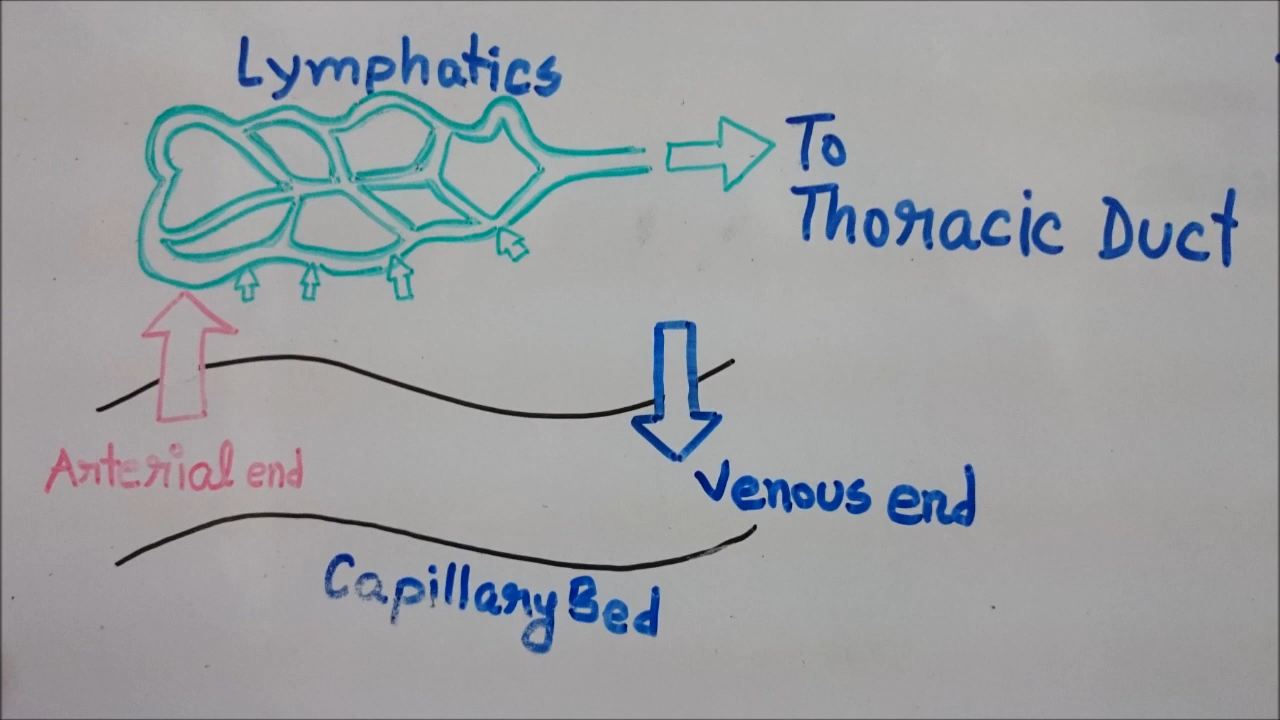 Lymphatics
To
Thoracic Duct
Arterial end
Venous end
Capillary Bed